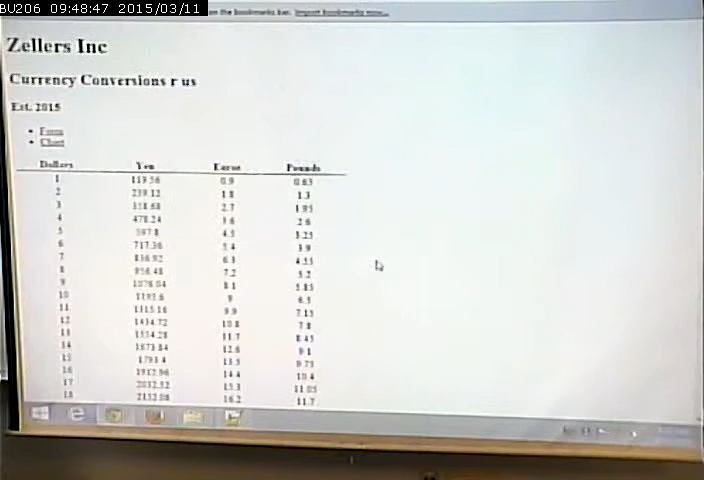 BU206 09:48:47 2015/03/11
on the bookmarks bar. Import bookmarks now...
Zellers Inc
Currency Conversions r us
Est. 2015
• Form
• Chart
Dollars Yen Euros Pounds
1 119.56 0.9 0.65
2 239.12 1.8 1.3
3 358.68 2.7 1.95
4 478.24 3.6 2.6
5 597.8 4.5 3.25
6 717.36 5.4 3.9
7 836.92 6.3 4.55
8 956.48 7.2 5.2
9 1076.04 8.1 5.85
10 1195.6 9 6.5
11 1315.16 9.9 7.15
12 1434.72 10.8 7.8
13 1554.28 11.7 8.45
14 1673.84 12.6 9.1
15 1793.4 13.5 9.75
16 1912.96 14.4 10.4
17 2032.52 15.3 11.05
18 2152.08 16.2 11.7